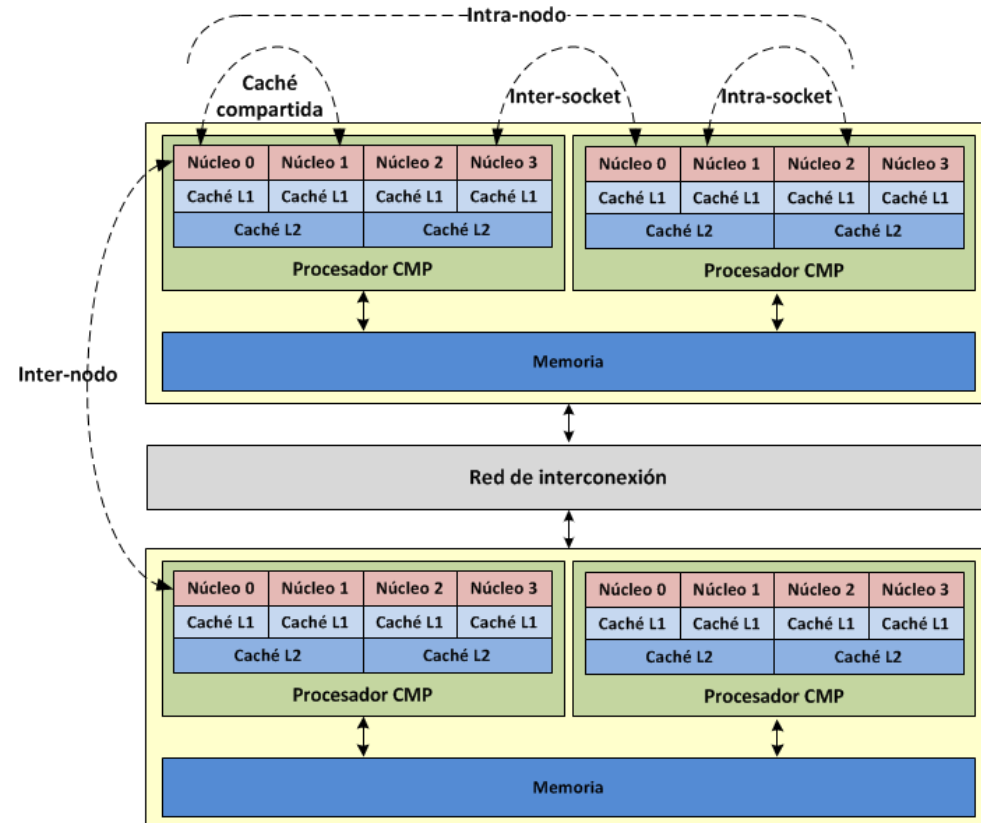 Intra-nodo
Caché
compartida
Inter-socket
Intra-socket
Núcleo 0 Núcleo 1 Núcleo 2 Núcleo 3
Núcleo 0 Núcleo 1 Núcleo 2 Núcleo 3
Caché L1 Caché L1 Caché L1 Caché L1
Caché L1 Caché L1 Caché L1 Caché L1
Caché L2 Caché L2
Caché L2 Caché L2
Procesador CMP
Procesador CMP
Memoria
Inter-nodo
Red de interconexión
Núcleo 0 Núcleo 1 Núcleo 2 Núcleo 3
Núcleo 0 Núcleo 1 Núcleo 2 Núcleo 3
Caché L1 Caché L1 Caché L1 Caché L1
Caché L1 Caché L1 Caché L1 Caché L1
Caché L2 Caché L2
Caché L2 Caché L2
Procesador CMP
Procesador CMP
Memoria